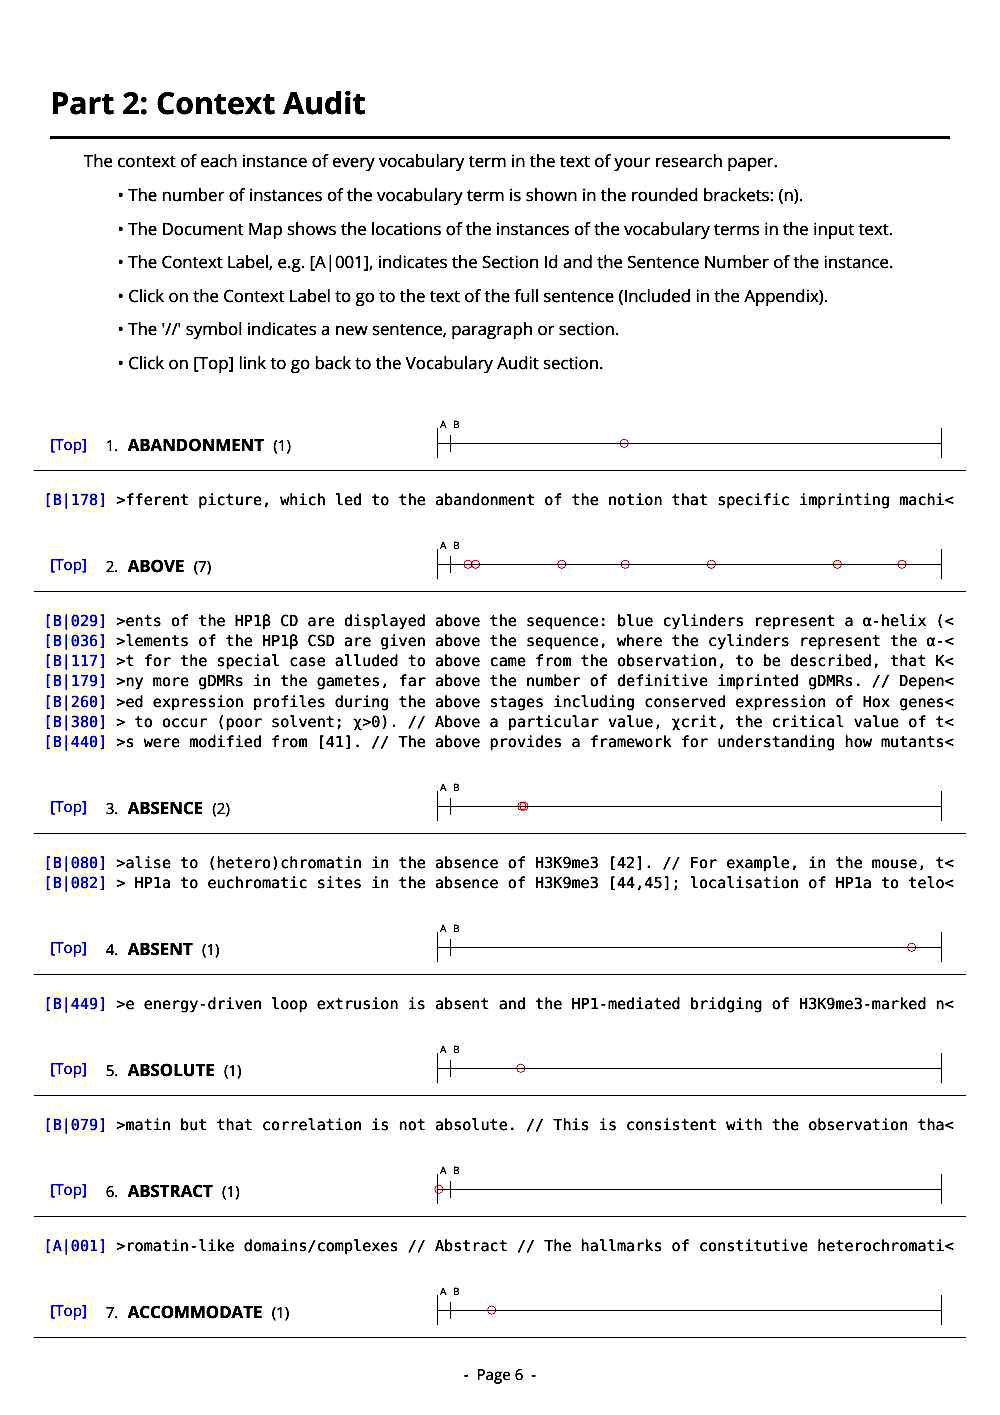 Part 2: Context Audit
The context of each instance of every vocabulary term in the text of your research paper.
• The number of instances of the vocabulary term is shown in the rounded brackets: (n).
• The Document Map shows the locations of the instances of the vocabulary terms in the input text.
• The Context Label, e.g. [A|001], indicates the Section Id and the Sentence Number of the instance.
• Click on the Context Label to go to the text of the full sentence (Included in the Appendix).
• The '//' symbol indicates a new sentence, paragraph or section.
• Click on [Top] link to go back to the Vocabulary Audit section.
A B
[Top] 1. ABANDONMENT (1)
[B|178] >fferent picture, which led to the abandonment of the notion that specific imprinting machi<
A B
[Top] 2. ABOVE (7)
[B|029] >ents of the HP1β CD are displayed above the sequence: blue cylinders represent a α-helix (<
[B|036] >lements of the HP1β CSD are given above the sequence, where the cylinders represent the α-<
[B|117] >t for the special case alluded to above came from the observation, to be described, that K<
[B|179] >ny more gDMRs in the gametes, far above the number of definitive imprinted gDMRs. // Depen<
[B|260] >ed expression profiles during the above stages including conserved expression of Hox genes<
[B|380] > to occur (poor solvent; χ>0). // Above a particular value, χcrit, the critical value of t<
[B|440] >s were modified from [41]. // The above provides a framework for understanding how mutants<
A B
[Top] 3. ABSENCE (2)
[B|080] >alise to (hetero)chromatin in the absence of H3K9me3 [42]. // For example, in the mouse, t<
[B|082] > HP1a to euchromatic sites in the absence of H3K9me3 [44,45]; localisation of HP1a to telo<
A B
[Top] 4. ABSENT (1)
[B|449] >e energy-driven loop extrusion is absent and the HP1-mediated bridging of H3K9me3-marked n<
A B
[Top] 5. ABSOLUTE (1)
[B|079] >matin but that correlation is not absolute. // This is consistent with the observation tha<
A B
[Top] 6. ABSTRACT (1)
[A|001] >romatin-like domains/complexes // Abstract // The hallmarks of constitutive heterochromati<
A B
[Top] 7. ACCOMMODATE (1)
- Page 6 -